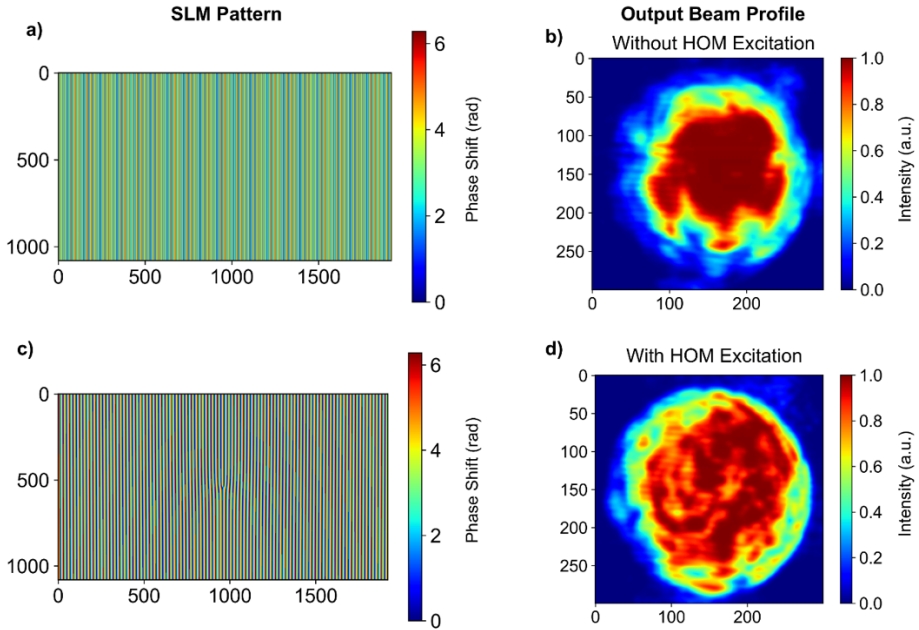 SLM Pattern
Output Beam Profile
a)
0
500
1000
0 500 1000 1500
6
4
2
0
Phase Shift (rad)
b)
Without HOM Excitation
0
50
100
150
200
250
0 100 200
1.0
0.8
0.6
0.4
0.2
0.0
Intensity (a.u.)
c)
0
500
1000
0 500 1000 1500
6
4
2
0
Phase Shift (rad)
d)
With HOM Excitation
0
50
100
150
200
250
0 100 200
1.0
0.8
0.6
0.4
0.2
0.0
Intensity (a.u.)